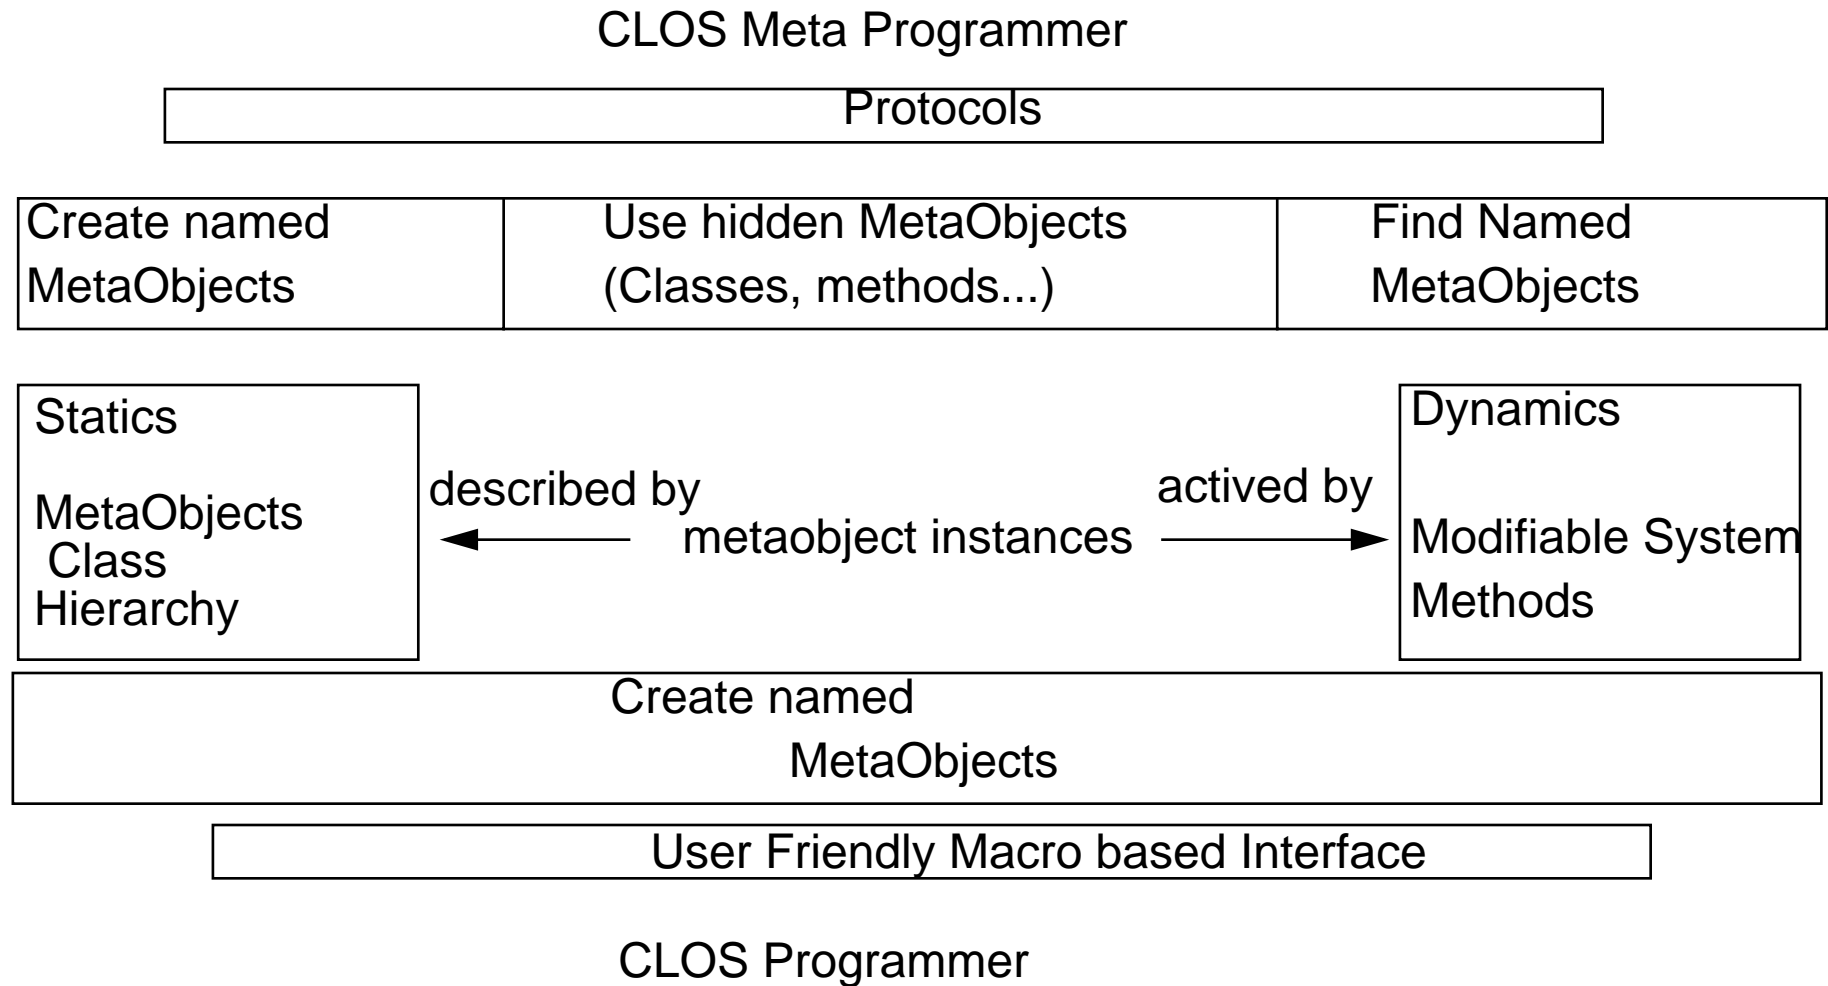 CLOS Meta Programmer
Protocols
Create named
MetaObjects
Use hidden MetaObjects
(Classes, methods...)
Find Named
MetaObjects
Statics
MetaObjects
Class
Hierarchy
described by
metaobject instances
actived by
Dynamics
Modifiable System
Methods
Create named
MetaObjects
User Friendly Macro based Interface
CLOS Programmer